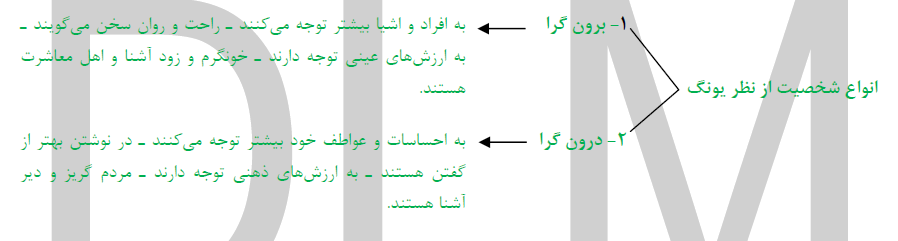 انواع شخصیت از نظر یونگ
۱- برون گرا
به افراد و اشیا بیشتر توجه می‌کنند ـ راحت و روان سخن می‌گویند ـ
به ارزش‌های عینی توجه دارند ـ خونگرم و زود آشنا و اهل معاشرت
هستند.
۲- درون گرا
به احساسات و عواطف خود بیشتر توجه می‌کنند ـ در نوشتن بهتر از
گفتن هستند ـ به ارزش‌های ذهنی توجه دارند ـ مردم گریز و دیر
آشنا هستند.